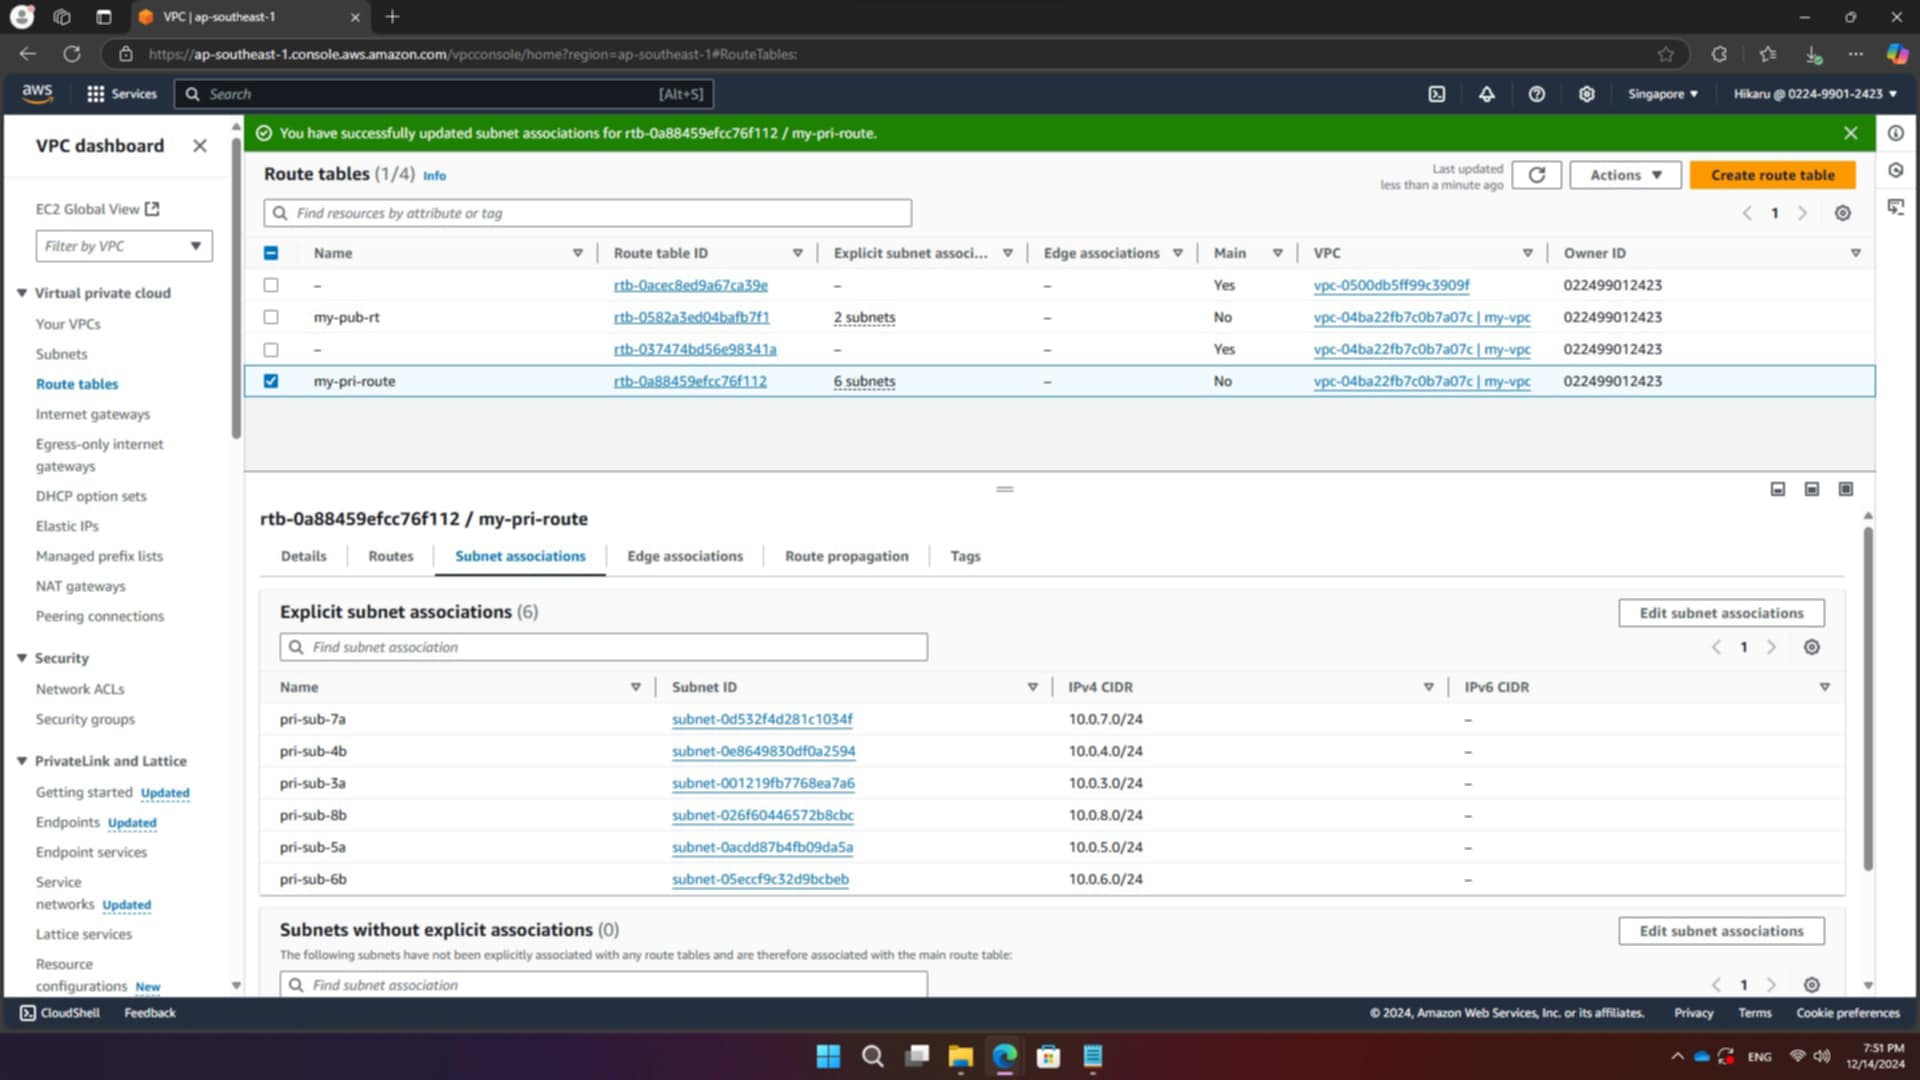 VPC | ap-southeast-1
https://ap-southeast-1.console.aws.amazon.com/vpcconsole/home?region=ap-southeast-1#RouteTables:
aws
Services
Search
[Alt+S]
Singapore
Hikaru @ 0224-9901-2423
VPC dashboard
EC2 Global View
Filter by VPC
Virtual private cloud
Your VPCs
Subnets
Route tables
Internet gateways
Egress-only internet
gateways
DHCP option sets
Elastic IPs
Managed prefix lists
NAT gateways
Peering connections
Security
Network ACLs
Security groups
PrivateLink and Lattice
Getting started Updated
Endpoints Updated
Endpoint services
Service
networks Updated
Lattice services
Resource
configurations New
You have successfully updated subnet associations for rtb-0a88459efcc76f112 / my-pri-route.
Route tables (1/4) Info
Last updated
less than a minute ago
Actions
Create route table
Find resources by attribute or tag
1
Name Route table ID Explicit subnet associ... Edge associations Main VPC Owner ID
– rtb-0acec8ed9a67ca39e – – Yes vpc-0500db5ff99c3909f 022499012423
my-pub-rt rtb-0582a3ed04bafb7f1 2 subnets – No vpc-04ba22fb7c0b7a07c | my-vpc 022499012423
– rtb-037474bd56e98341a – – Yes vpc-04ba22fb7c0b7a07c | my-vpc 022499012423
my-pri-route rtb-0a88459efcc76f112 6 subnets – No vpc-04ba22fb7c0b7a07c | my-vpc 022499012423
rtb-0a88459efcc76f112 / my-pri-route
Details Routes Subnet associations Edge associations Route propagation Tags
Explicit subnet associations (6)
Edit subnet associations
Find subnet association
1
Name Subnet ID IPv4 CIDR IPv6 CIDR
pri-sub-7a subnet-0d532f4d281c1034f 10.0.7.0/24 –
pri-sub-4b subnet-0e8649830df0a2594 10.0.4.0/24 –
pri-sub-3a subnet-001219fb7768ea7a6 10.0.3.0/24 –
pri-sub-8b subnet-026f60446572b8cbc 10.0.8.0/24 –
pri-sub-5a subnet-0acdd87b4fb09da5a 10.0.5.0/24 –
pri-sub-6b subnet-05eccf9c32d9bcbeb 10.0.6.0/24 –
Subnets without explicit associations (0)
Edit subnet associations
The following subnets have not been explicitly associated with any route tables and are therefore associated with the main route table:
Find subnet association
1
CloudShell Feedback
© 2024, Amazon Web Services, Inc. or its affiliates. Privacy Terms Cookie preferences
ENG
7:51 PM
12/14/2024